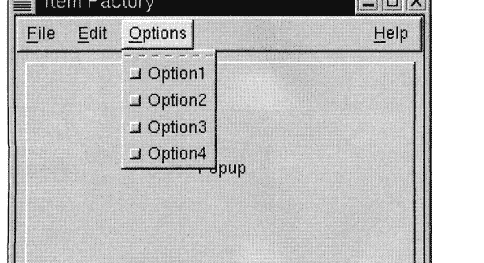 Item Factory
File Edit Options Help
Option1
Option2
Option3
Option4
Popup